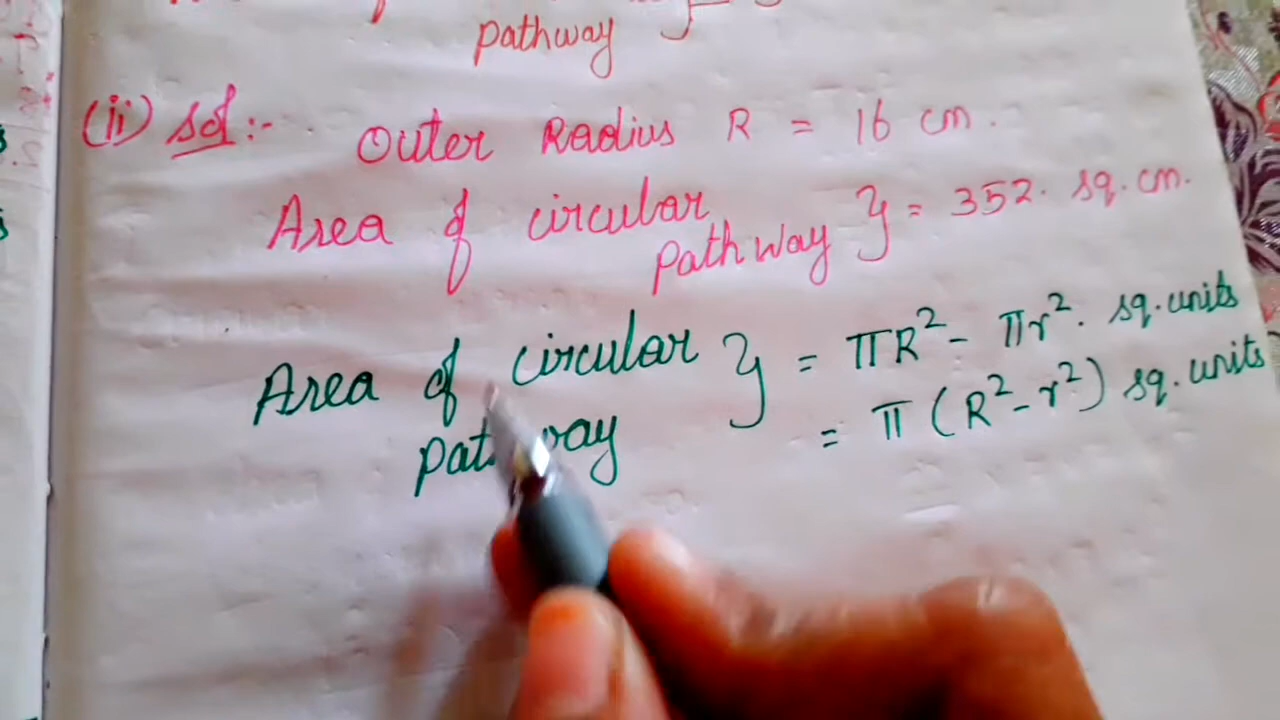 pathway }
(ii) Sol :- Outer Radius R = 16 cm.
Area of circular } = 352. sq. cm.
pathway
Area of circular } = πR² - πr². sq. units
pathway = π (R² - r²) sq. units